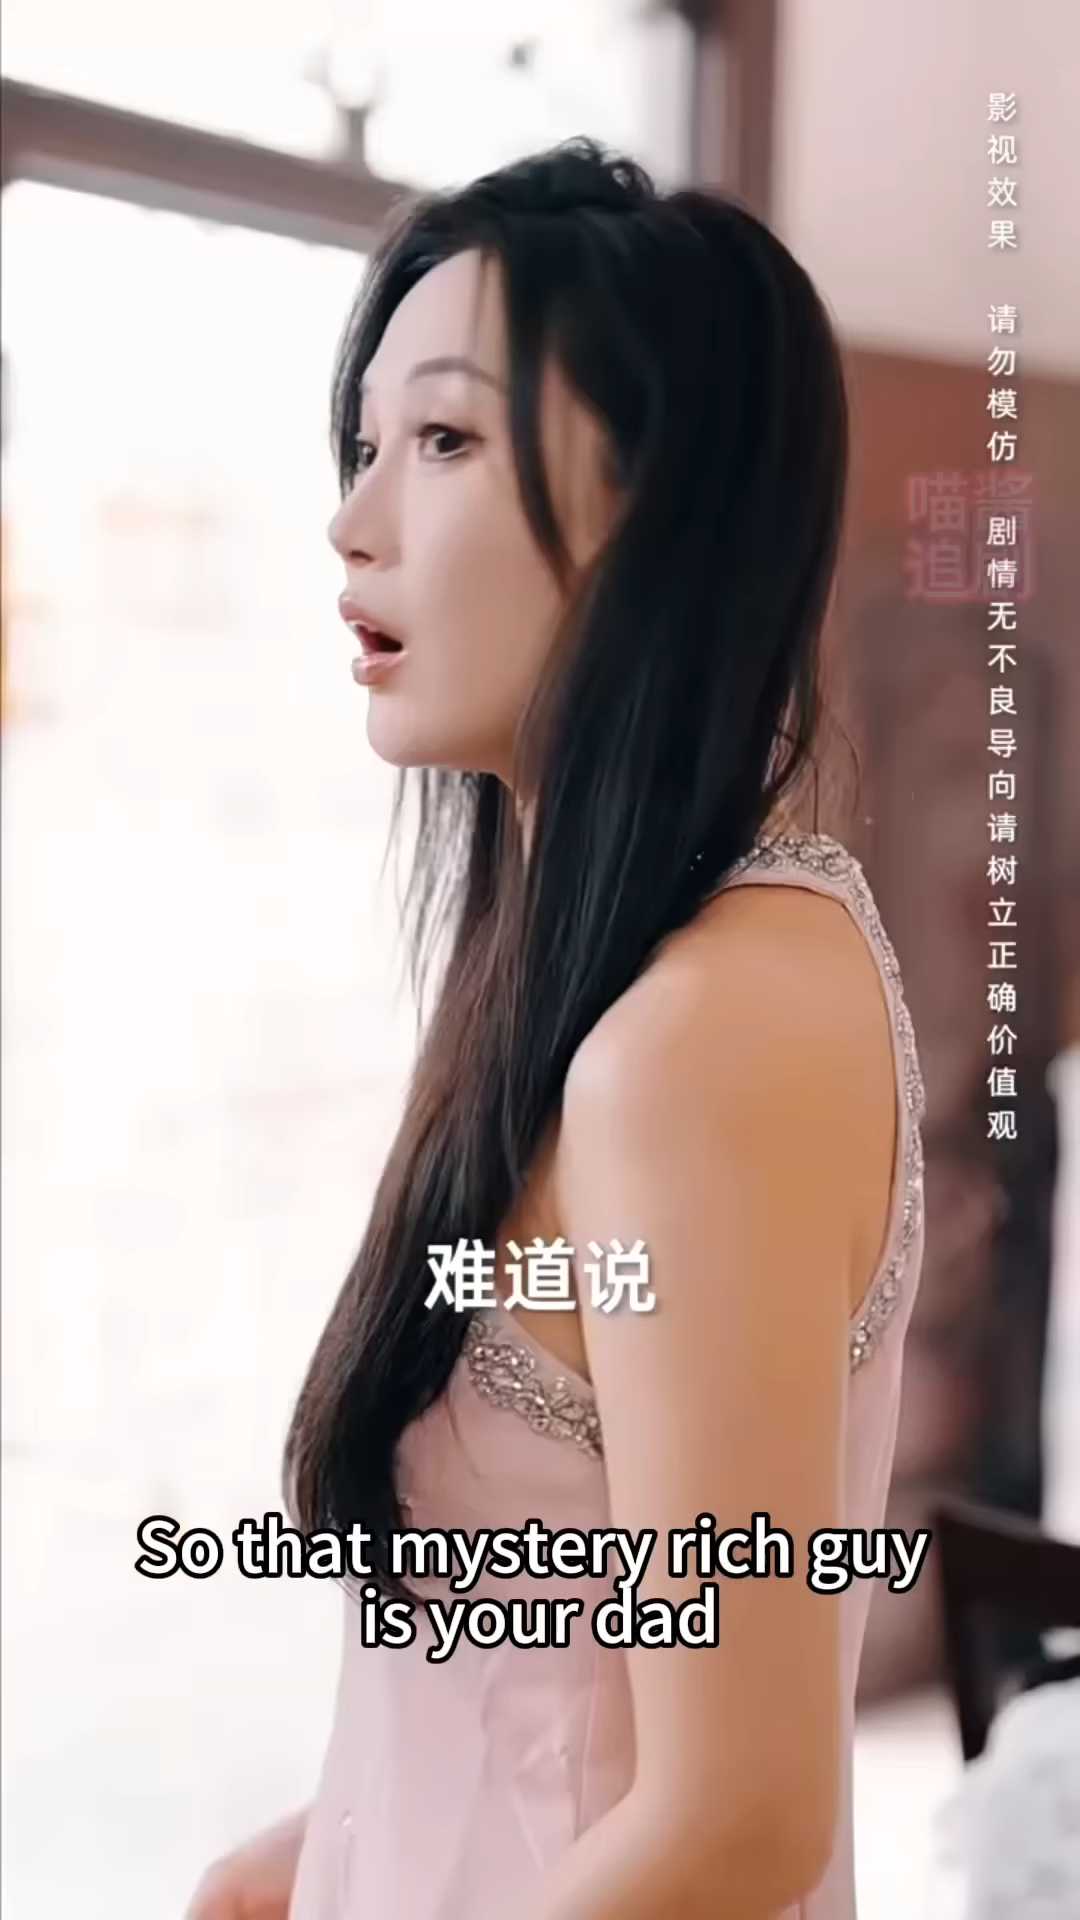 影视效果 请勿模仿 剧情无不良导向请树立正确价值观
喵酱
追剧
难道说
So that mystery rich guy
is your dad